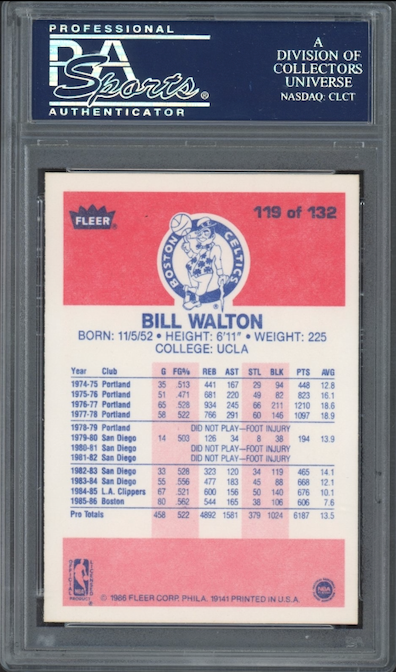 PROFESSIONAL
PSA
Sports®
AUTHENTICATOR
A
DIVISION OF
COLLECTORS
UNIVERSE
NASDAQ: CLCT
FLEER®
119 of 132
BOSTON CELTICS
BILL WALTON
BORN: 11/5/52 • HEIGHT: 6'11" • WEIGHT: 225
COLLEGE: UCLA
Year Club G FG% REB AST STL BLK PTS AVG
1974-75 Portland 35 .513 441 167 29 94 448 12.8
1975-76 Portland 51 .471 681 220 49 82 823 16.1
1976-77 Portland 65 .528 934 245 66 211 1210 18.6
1977-78 Portland 58 .522 766 291 60 146 1097 18.9
1978-79 Portland DID NOT PLAY—FOOT INJURY
1979-80 San Diego 14 .503 126 34 8 38 194 13.9
1980-81 San Diego DID NOT PLAY—FOOT INJURY
1981-82 San Diego DID NOT PLAY—FOOT INJURY
1982-83 San Diego 33 .528 323 120 34 119 465 14.1
1983-84 San Diego 55 .556 477 183 45 88 668 12.1
1984-85 L.A. Clippers 67 .521 600 156 50 140 676 10.1
1985-86 Boston 80 .562 544 165 38 106 606 7.6
Pro Totals 458 .522 4892 1581 379 1024 6187 13.5
NBA
© 1986 FLEER CORP. PHILA. 19141 PRINTED IN U.S.A.
NBA